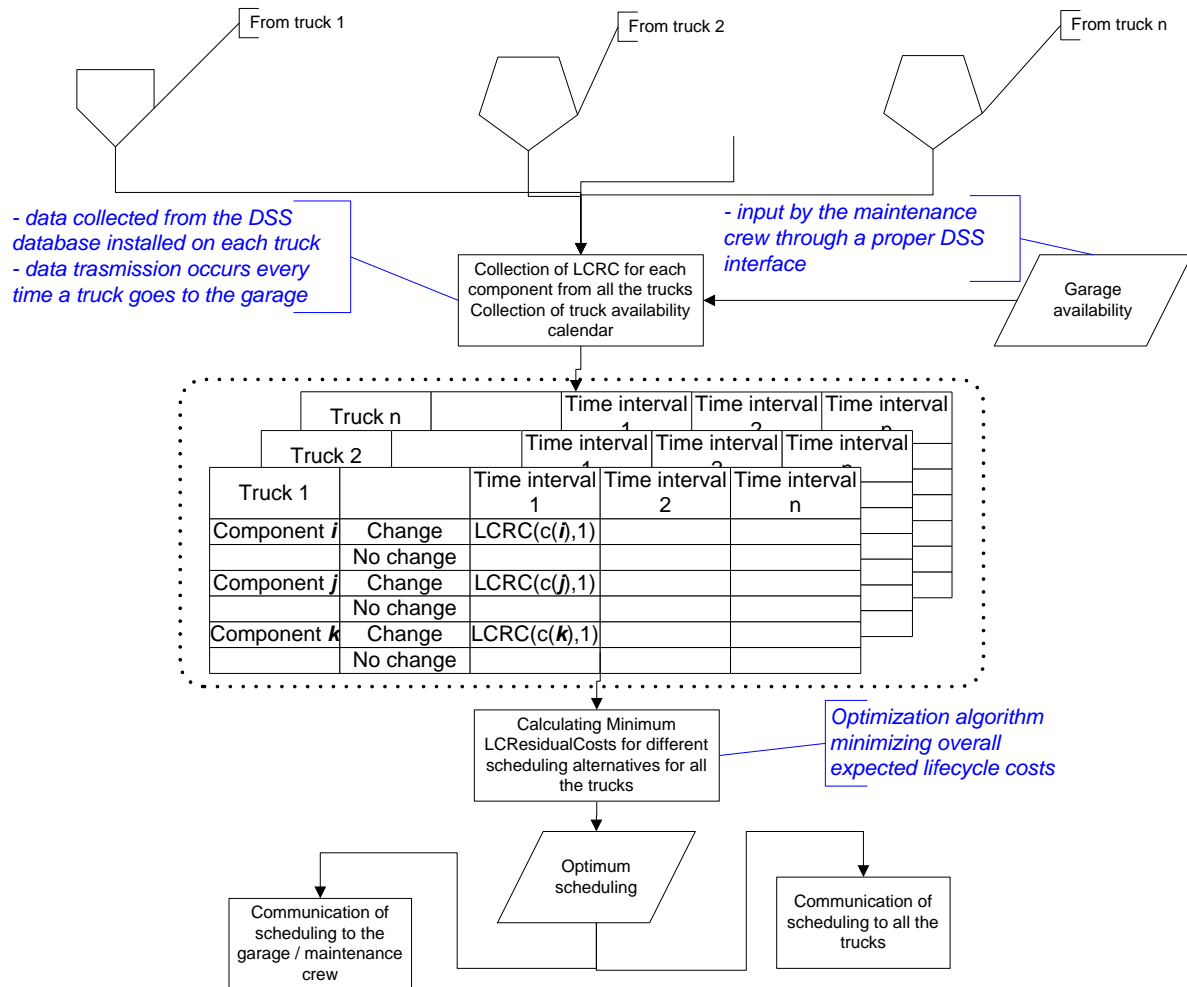 From truck 1
From truck 2
From truck n
- data collected from the DSS
database installed on each truck
- data trasmission occurs every
time a truck goes to the garage
- input by the maintenance
crew through a proper DSS
interface
Collection of LCRC for each
component from all the trucks
Collection of truck availability
calendar
Garage
availability
Truck n
Time interval
1
Time interval
2
Time interval
n
Truck 2
Time interval
1
Time interval
2
Time interval
n
Truck 1
Time interval
1
Time interval
2
Time interval
n
Component i
Change
LCRC(c(i),1)
No change
Component j
Change
LCRC(c(j),1)
No change
Component k
Change
LCRC(c(k),1)
No change
Calculating Minimum
LCResidualCosts for different
scheduling alternatives for all
the trucks
Optimization algorithm
minimizing overall
expected lifecycle costs
Optimum
scheduling
Communication of
scheduling to the
garage / maintenance
crew
Communication of
scheduling to all the
trucks